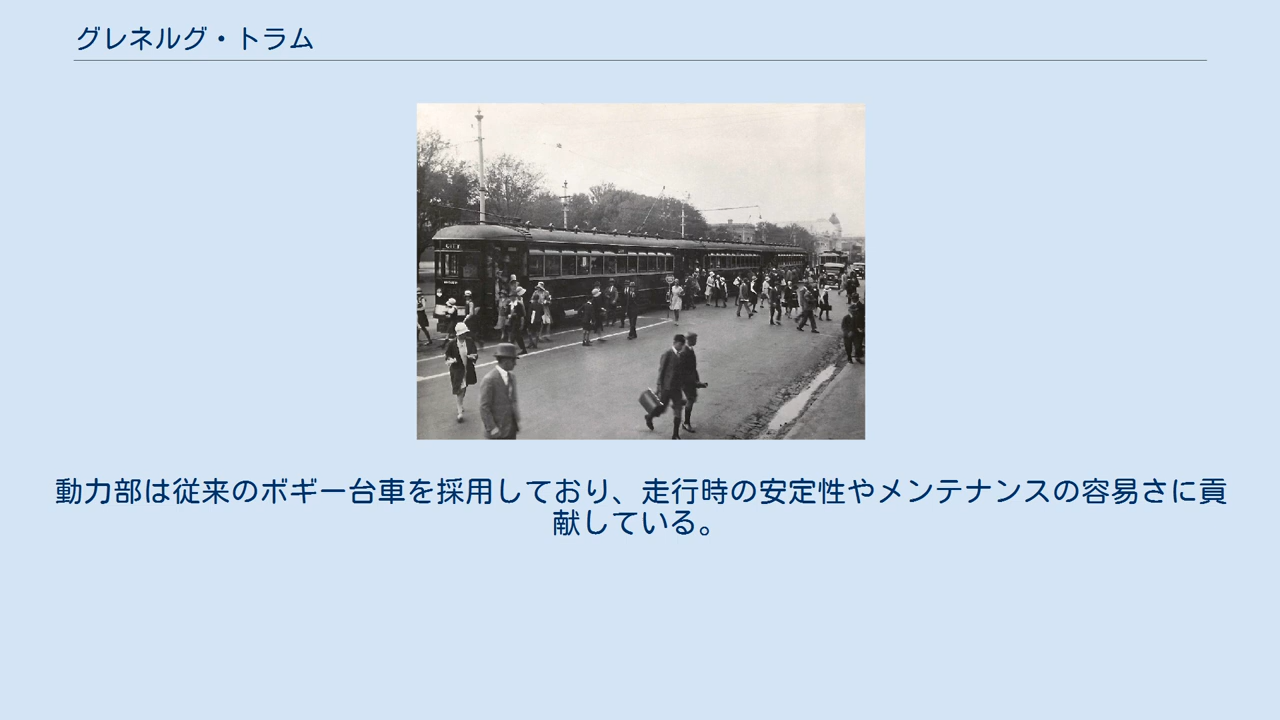 グレネルグ・トラム
CITY
動力部は従来のボギー台車を採用しており、走行時の安定性やメンテナンスの容易さに貢
献している。